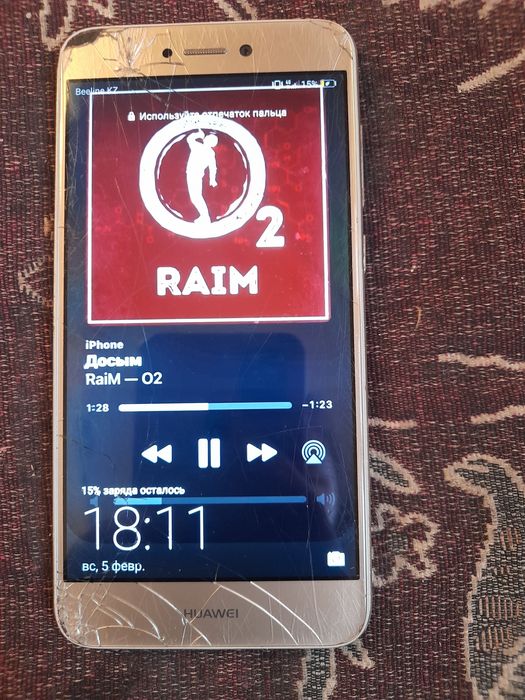 Beeline KZ
15%
Используйте отпечаток пальца
O2
RAIM
iPhone
Досым
RaiM — O2
1:28
-1:23
15% заряда осталось
18:11
вс, 5 февр.
HUAWEI